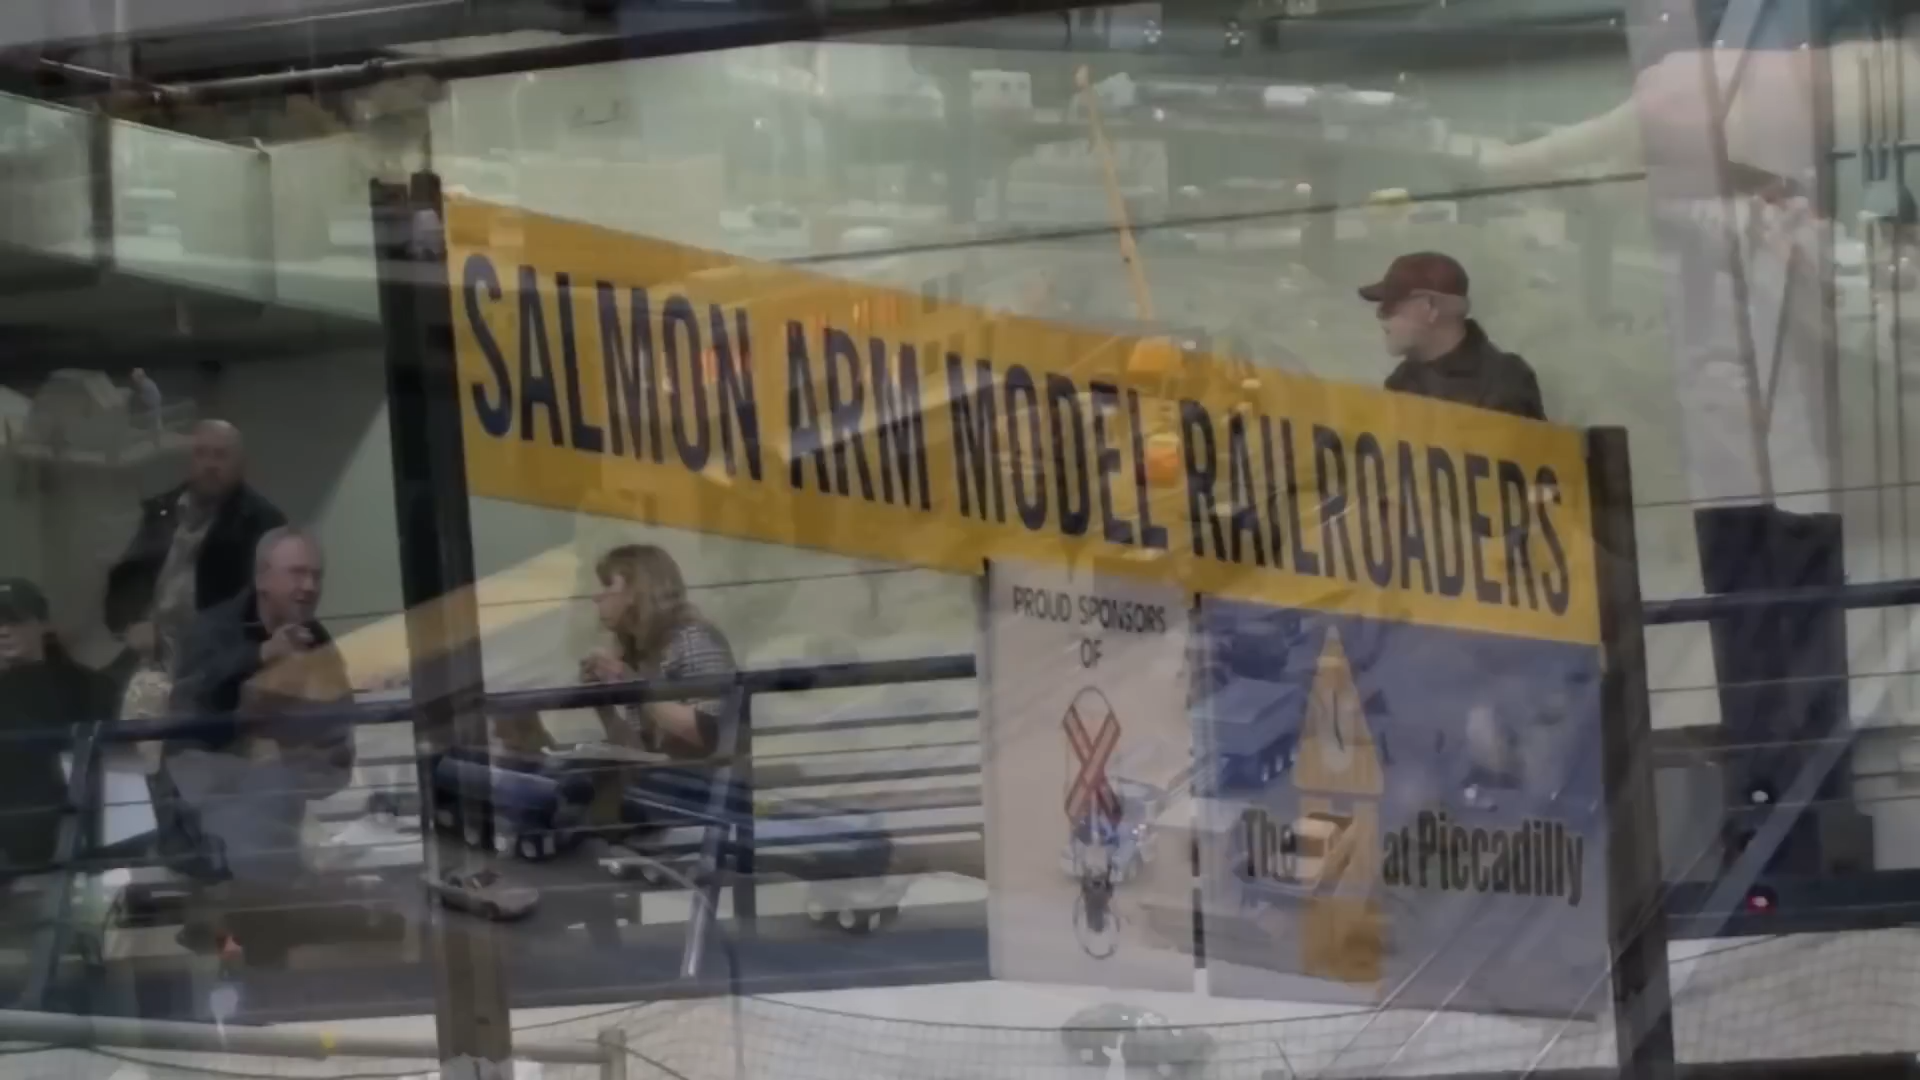 SALMON ARM MODEL RAILROADERS
PROUD SPONSORS
OF
The at Piccadilly